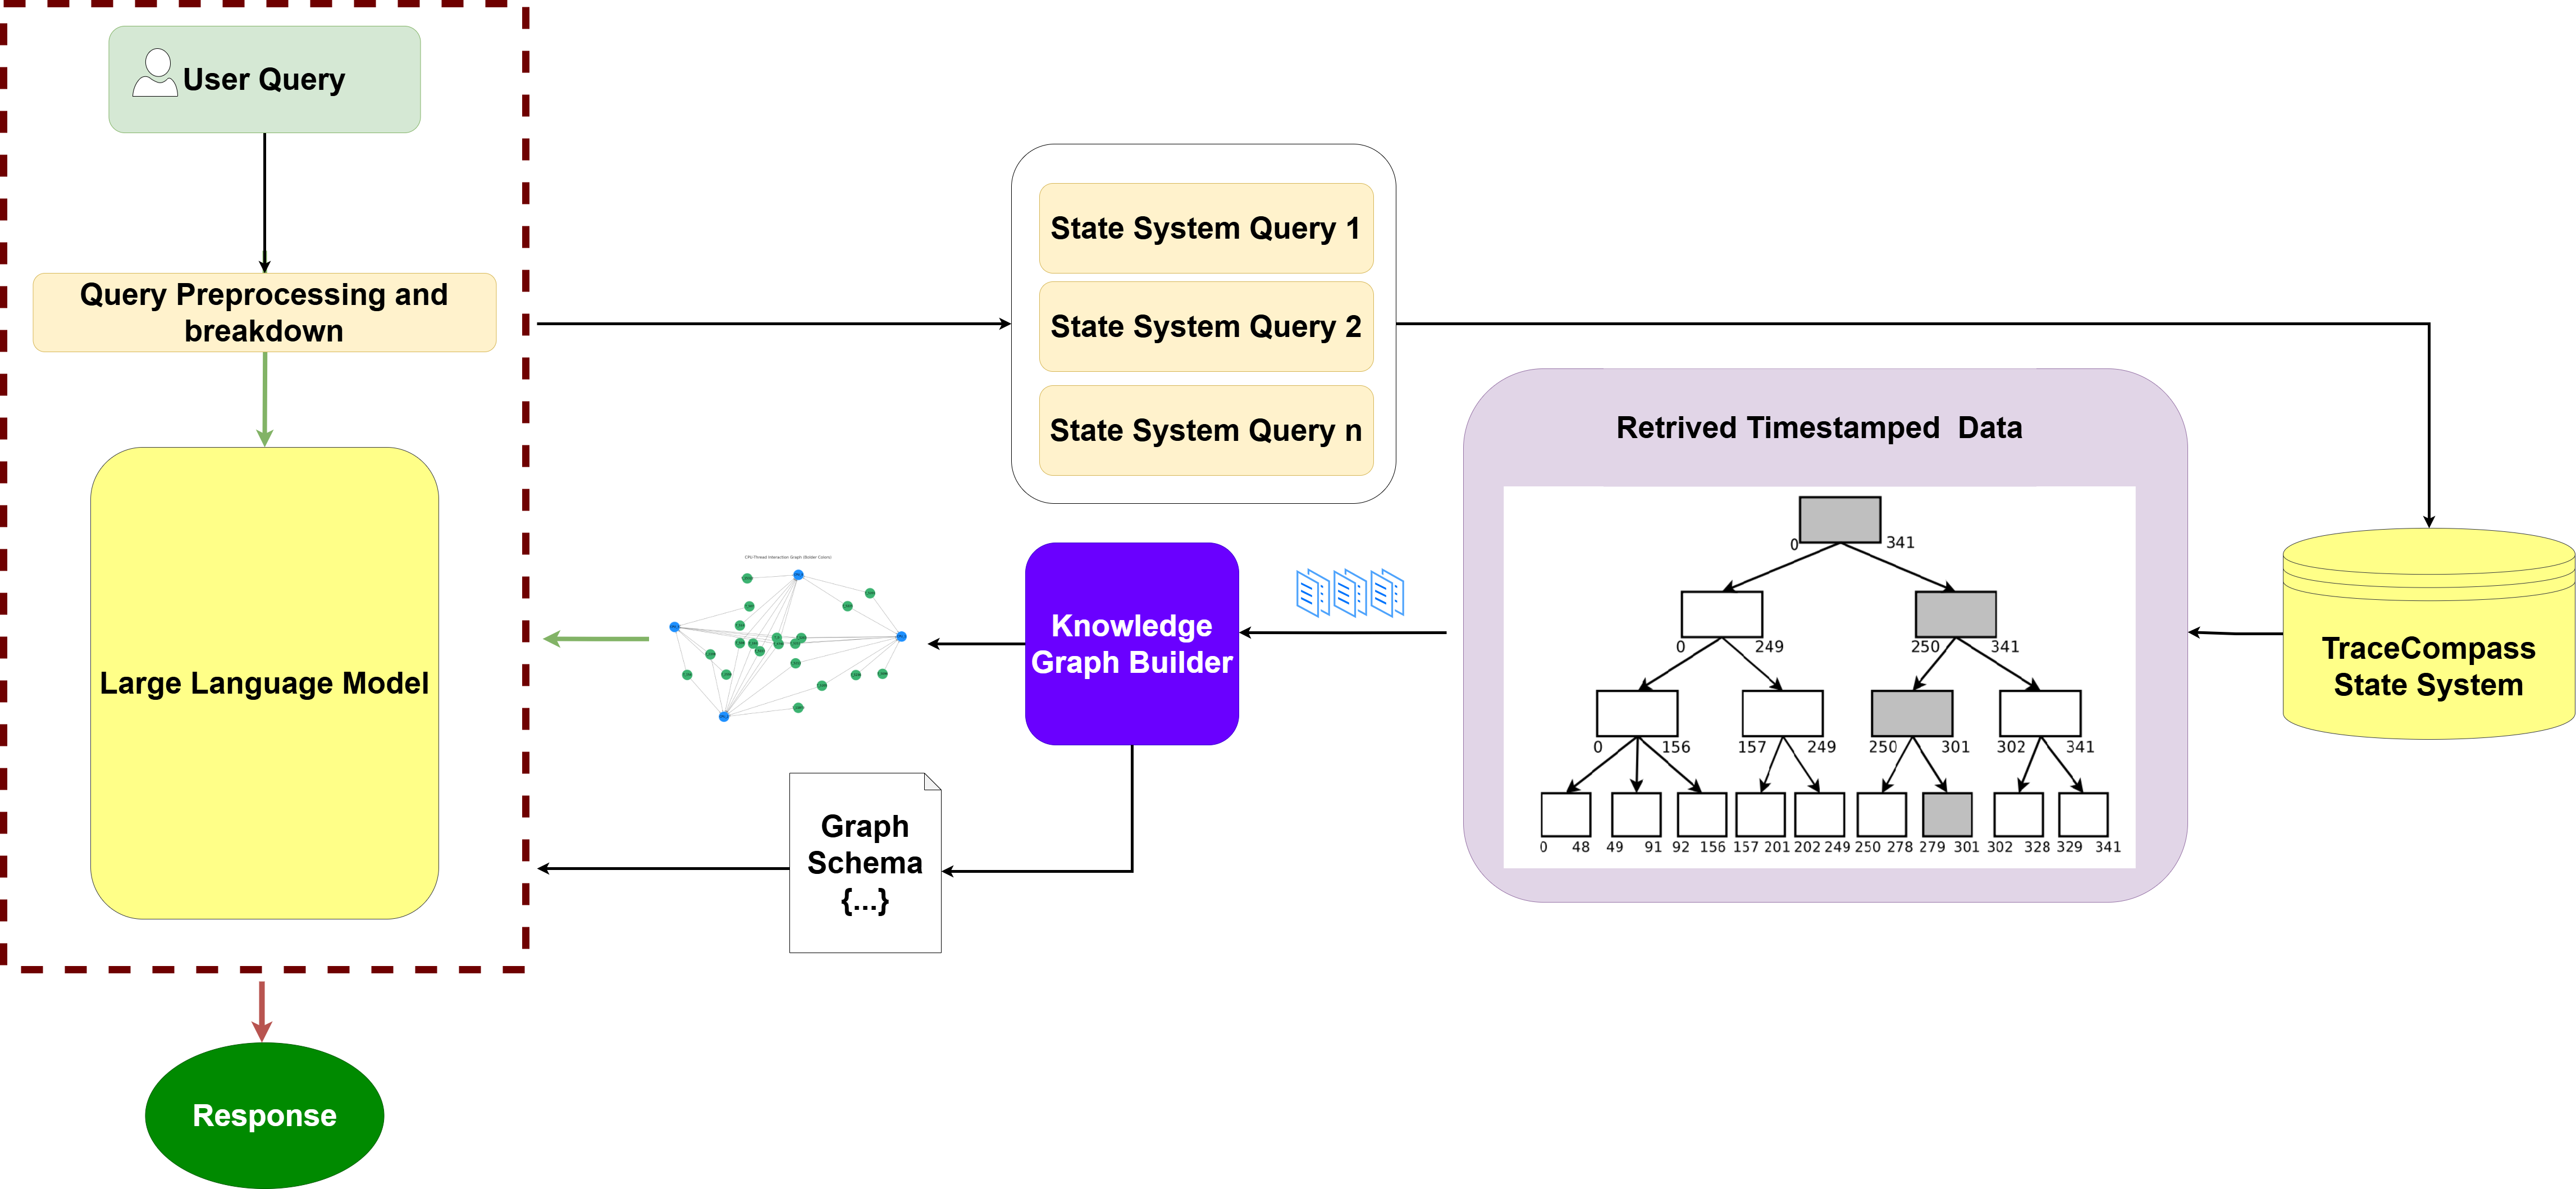 User Query
Query Preprocessing and
breakdown
Large Language Model
Response
State System Query 1
State System Query 2
State System Query n
Retrived Timestamped  Data
0 341
0 249 250 341
0 156 157 249 250 301 302 341
0 48 49 91 92 156 157 201 202 249 250 278 279 301 302 328 329 341
TraceCompass
State System
Knowledge
Graph Builder
CPU-Thread Interaction Graph (Bolder Colors)
Graph
Schema
{...}